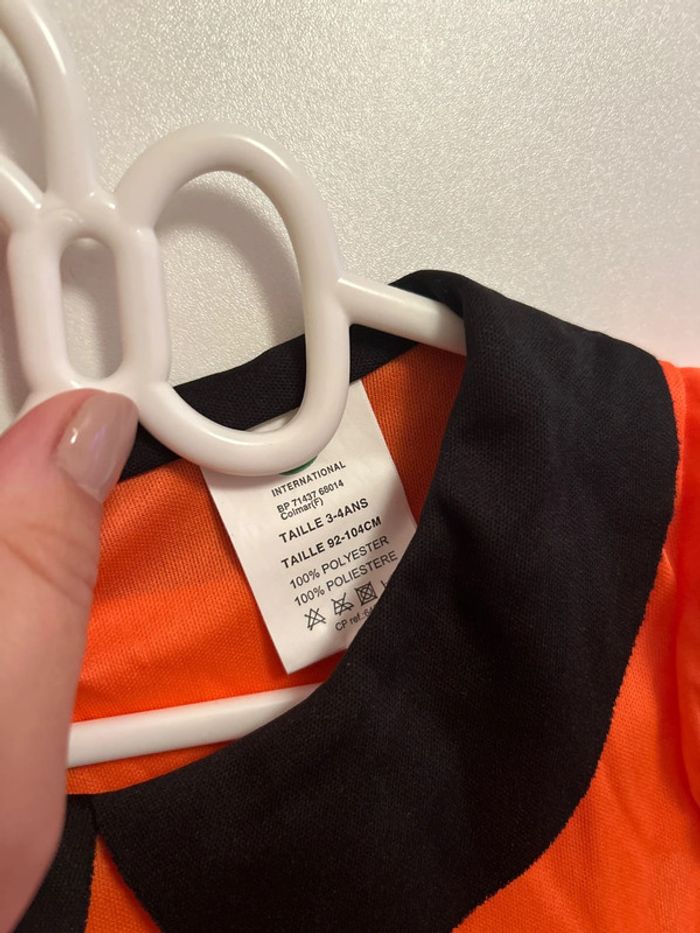 INTERNATIONAL
BP 71437 68014
Colmar(F)
TAILLE 3-4ANS
TAILLE 92-104CM
100% POLYESTER
100% POLIESTERE
CP ref.: